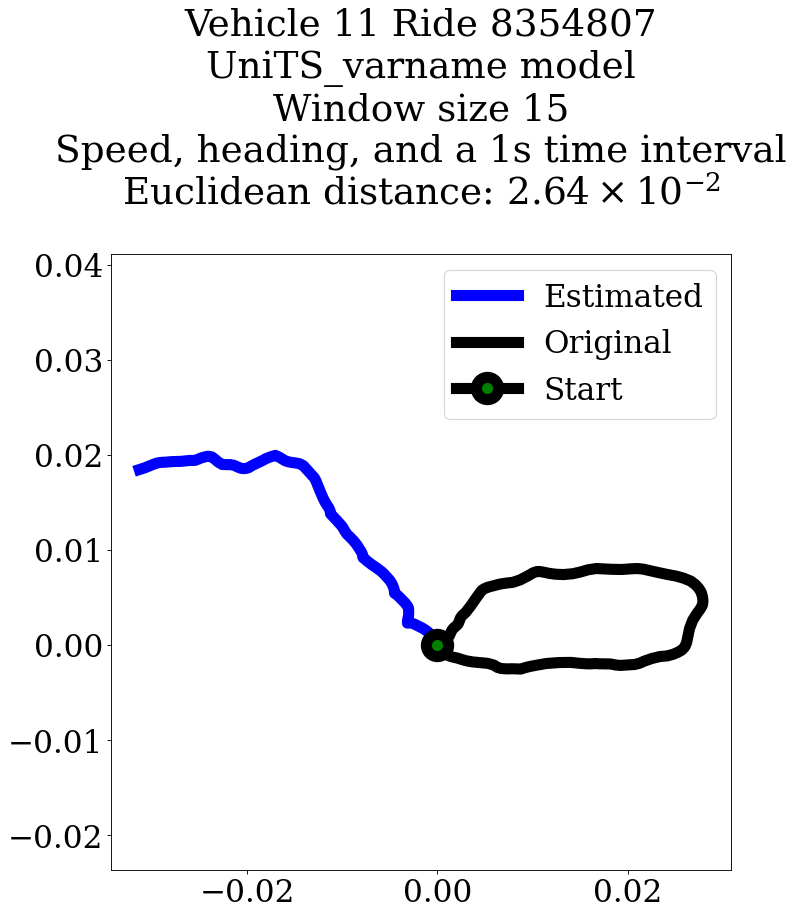 Vehicle 11 Ride 8354807
UniTS_varname model
Window size 15
Speed, heading, and a 1s time interval
Euclidean distance: 2.64 × 10⁻²
Estimated
Original
Start
0.04
0.03
0.02
0.01
0.00
−0.01
−0.02
−0.02 0.00 0.02